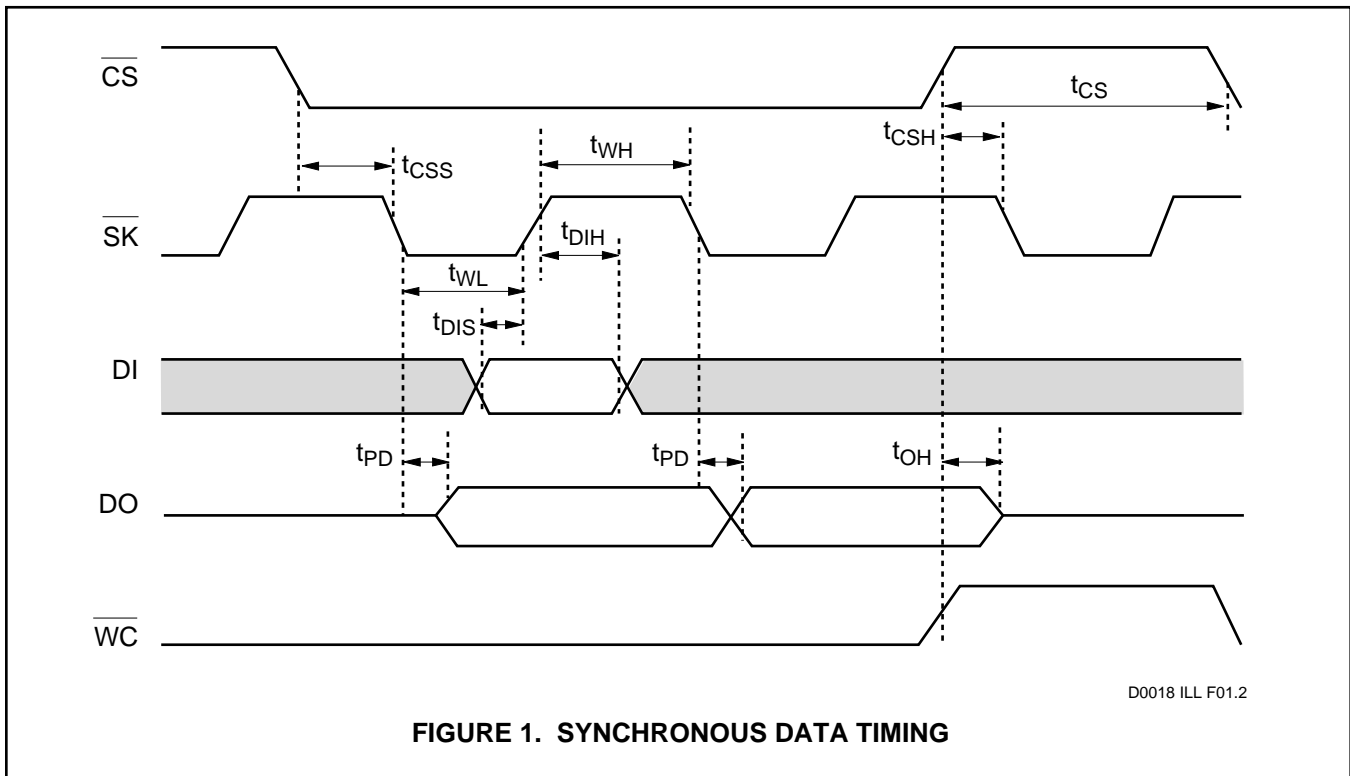 CS
tCS
tCSH
tWH
tCSS
SK
tDIH
tWL
tDIS
DI
tPD
tPD
tOH
DO
WC
D0018 ILL F01.2
FIGURE 1. SYNCHRONOUS DATA TIMING